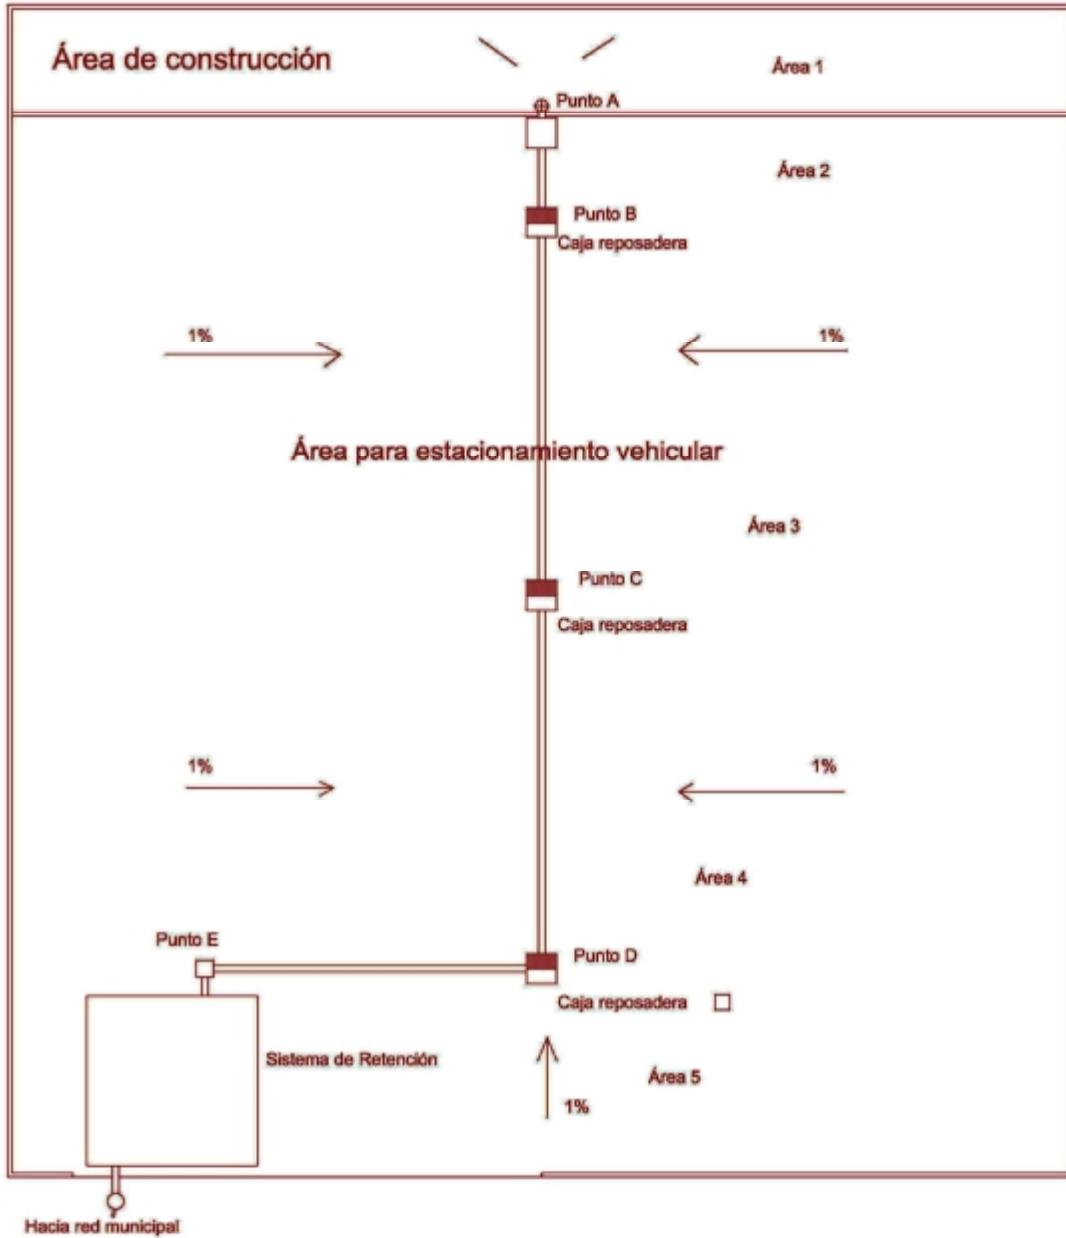 Área de construcción
Área 1
Punto A
Área 2
Punto B
Caja reposadera
1%
1%
Área para estacionamiento vehicular
Área 3
Punto C
Caja reposadera
1%
1%
Área 4
Punto E
Punto D
Caja reposadera
Sistema de Retención
Área 5
1%
Hacia red municipal